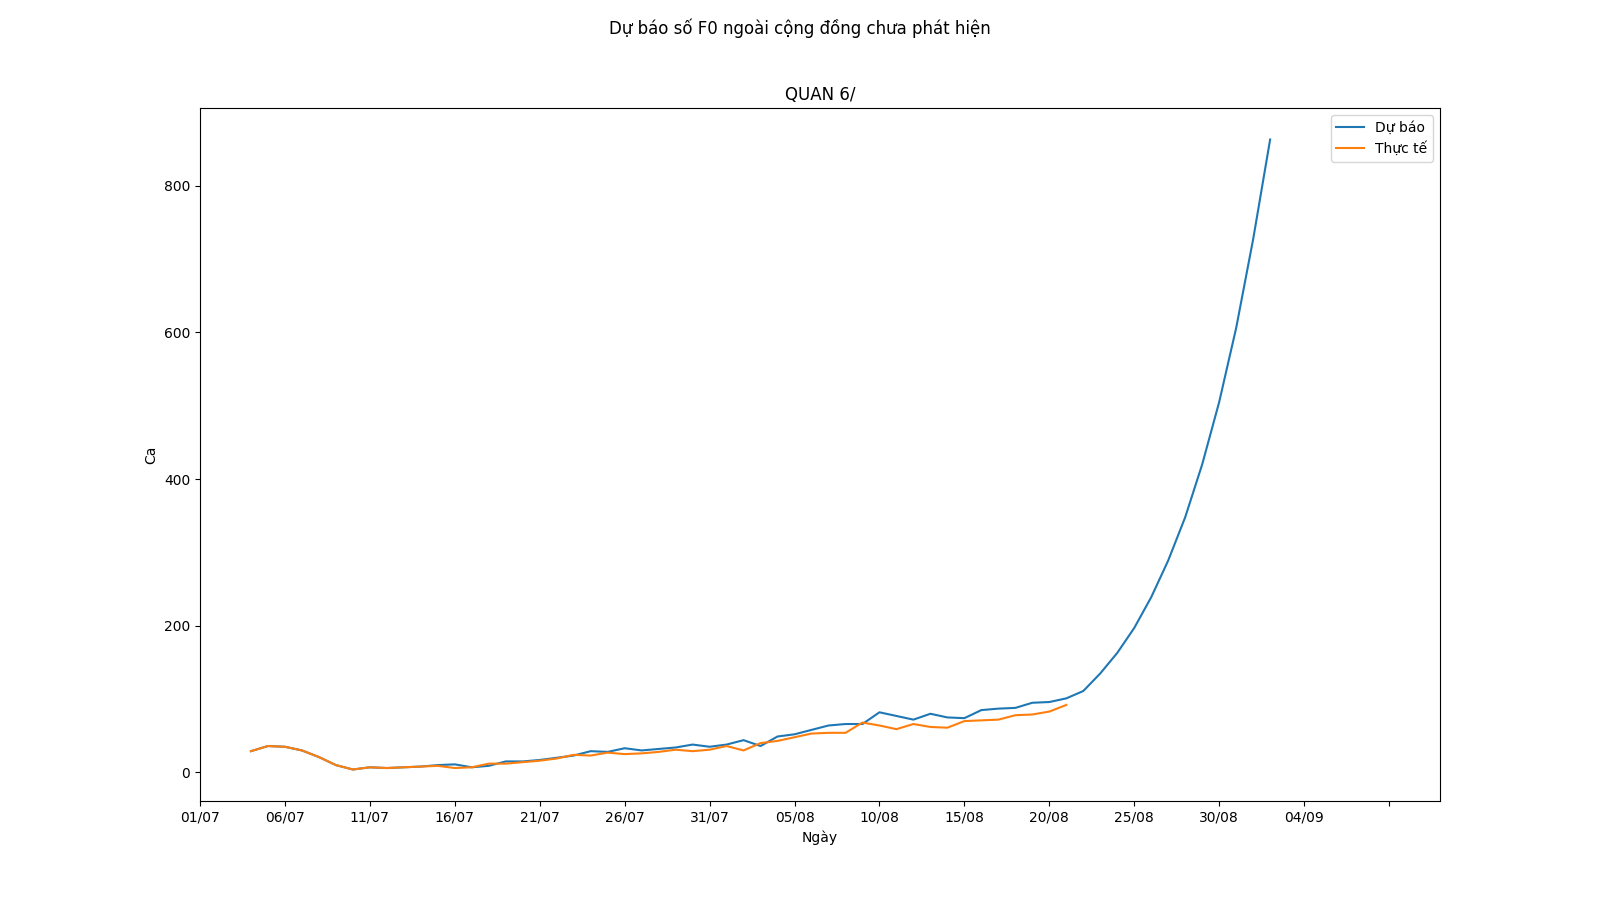 Dự báo số F0 ngoài cộng đồng chưa phát hiện
QUAN 6/
Dự báo
Thực tế
800
600
400
200
0
Ca
01/07 06/07 11/07 16/07 21/07 26/07 31/07 05/08 10/08 15/08 20/08 25/08 30/08 04/09
Ngày